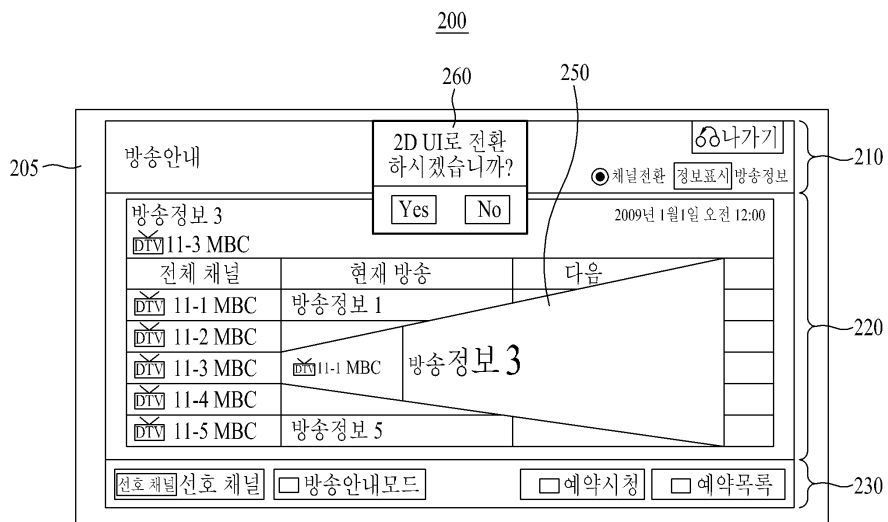 200
260
250
205
210
220
230
방송안내
2D UI로 전환
하시겠습니까?
Yes No
나가기
채널전환 정보표시 방송정보
방송정보 3
2009년 1월1일 오전 12:00
DTV 11-3 MBC
전체 채널 현재 방송 다음
DTV 11-1 MBC 방송정보 1
DTV 11-2 MBC
DTV 11-3 MBC DTV 11-1 MBC 방송정보 3
DTV 11-4 MBC
DTV 11-5 MBC 방송정보 5
선호 채널 선호 채널 방송안내모드 예약시청 예약목록